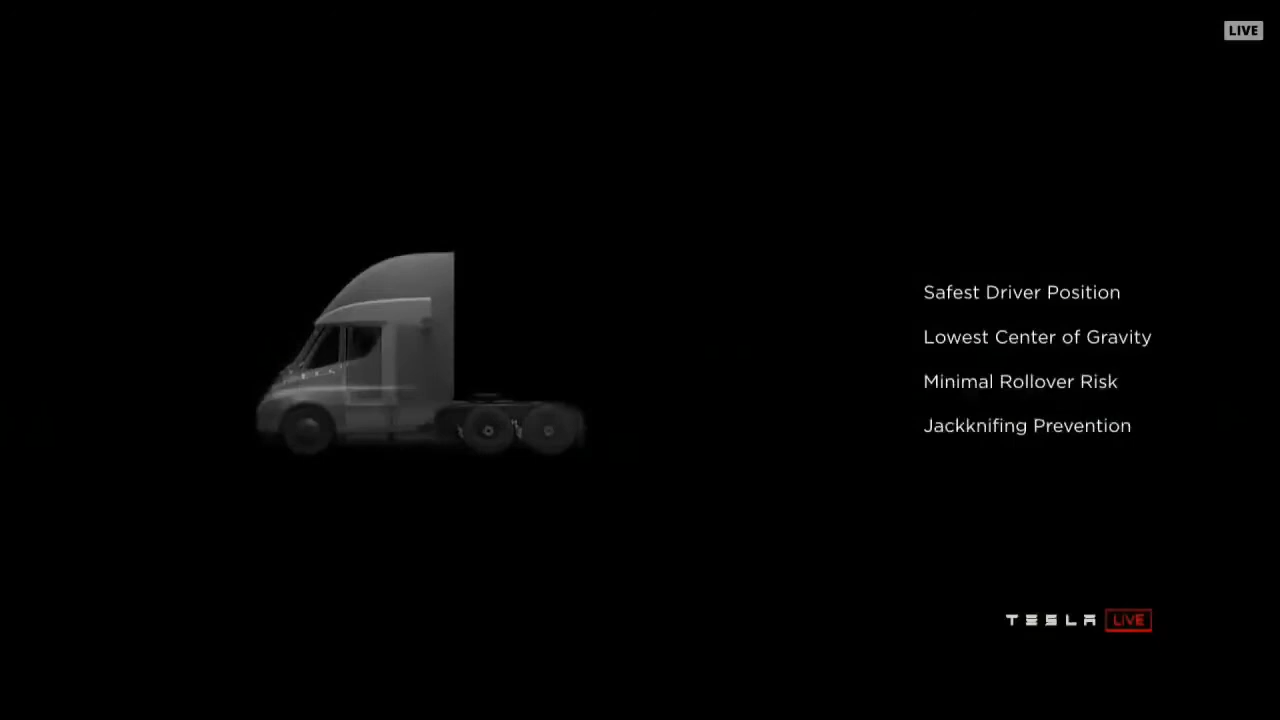 LIVE
Safest Driver Position
Lowest Center of Gravity
Minimal Rollover Risk
Jackknifing Prevention
TESLA LIVE